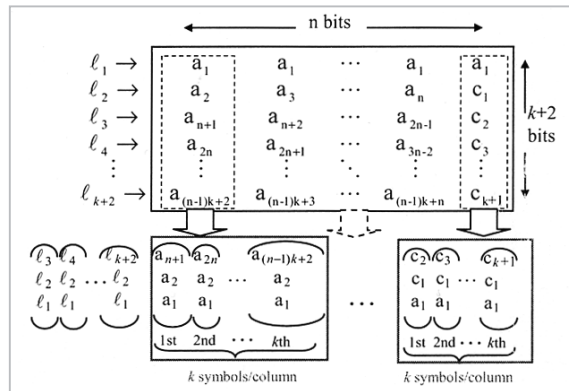 n bits
ℓ₁ → a₁ a₁ ⋯ a₁ a₁
ℓ₂ → a₂ a₃ ⋯ aₙ c₁
ℓ₃ → aₙ₊₁ aₙ₊₂ ⋯ a₂ₙ₋₁ c₂
ℓ₄ → a₂ₙ a₂ₙ₊₁ ⋯ a₃ₙ₋₂ c₃
⋮ ⋮ ⋮ ⋱ ⋮ ⋮
ℓₖ₊₂ → a₍ₙ₋₁₎ₖ₊₂ a₍ₙ₋₁₎ₖ₊₃ ⋯ a₍ₙ₋₁₎ₖ₊ₙ cₖ₊₁
k+2
bits
ℓ₃ ℓ₄ ℓₖ₊₂ aₙ₊₁ a₂ₙ a₍ₙ₋₁₎ₖ₊₂ c₂ c₃ cₖ₊₁
ℓ₂ ℓ₂ ⋯ ℓ₂ a₂ a₂ ⋯ a₂ c₁ c₁ ⋯ c₁
ℓ₁ ℓ₁ ℓ₁ a₁ a₁ a₁ ⋯ a₁ a₁ a₁
1st 2nd ⋯ kth 1st 2nd ⋯ kth
k symbols/column k symbols/column